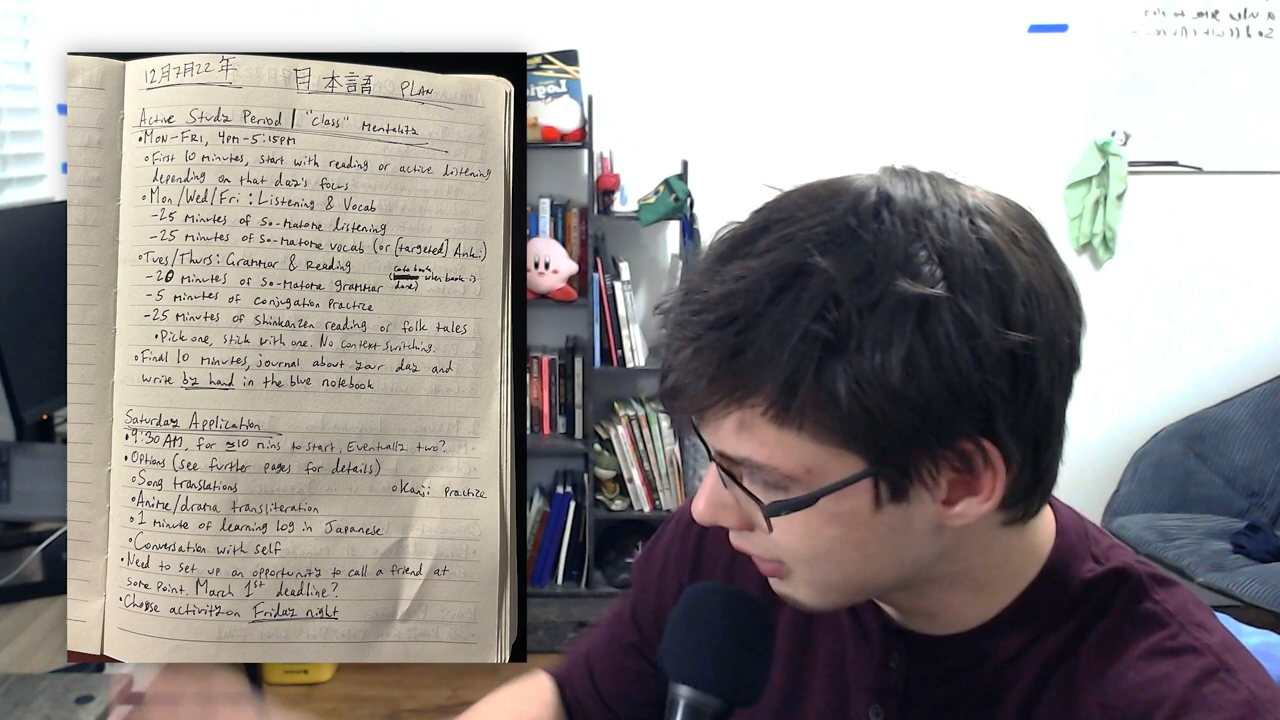 12月7月22年 日本語 PLAN
Active Study Period | "Class" Mentality
•Mon-Fri, 4pm-5:15pm
◦First 10 minutes, start with reading or active listening
depending on that day's focus
◦Mon/Wed/Fri: Listening & Vocab
-25 minutes of So-Matome listening
-25 minutes of So-Matome vocab (or [targeted] Anki)
◦Tues/Thurs: Grammar & Reading
-20 minutes of So-Matome grammar when book is done)
-5 minutes of Conjugation Practice
-25 minutes of Shinkanzen reading or folk tales
•Pick one, stick with one. No Context Switching.
◦Final 10 minutes, journal about your day and
write by hand in the blue notebook
Saturday Application
•9:30 AM, for ≃10 mins to start, Eventually two?
•Options (see further pages for details)
◦Song translations ◦Kanji Practice
◦Anime/drama transliteration
◦1 minute of learning log in Japanese
◦Conversation with self
•Need to set up an opportunity to call a friend at
some point. March 1st deadline?
•Choose activity on Friday night
Logic